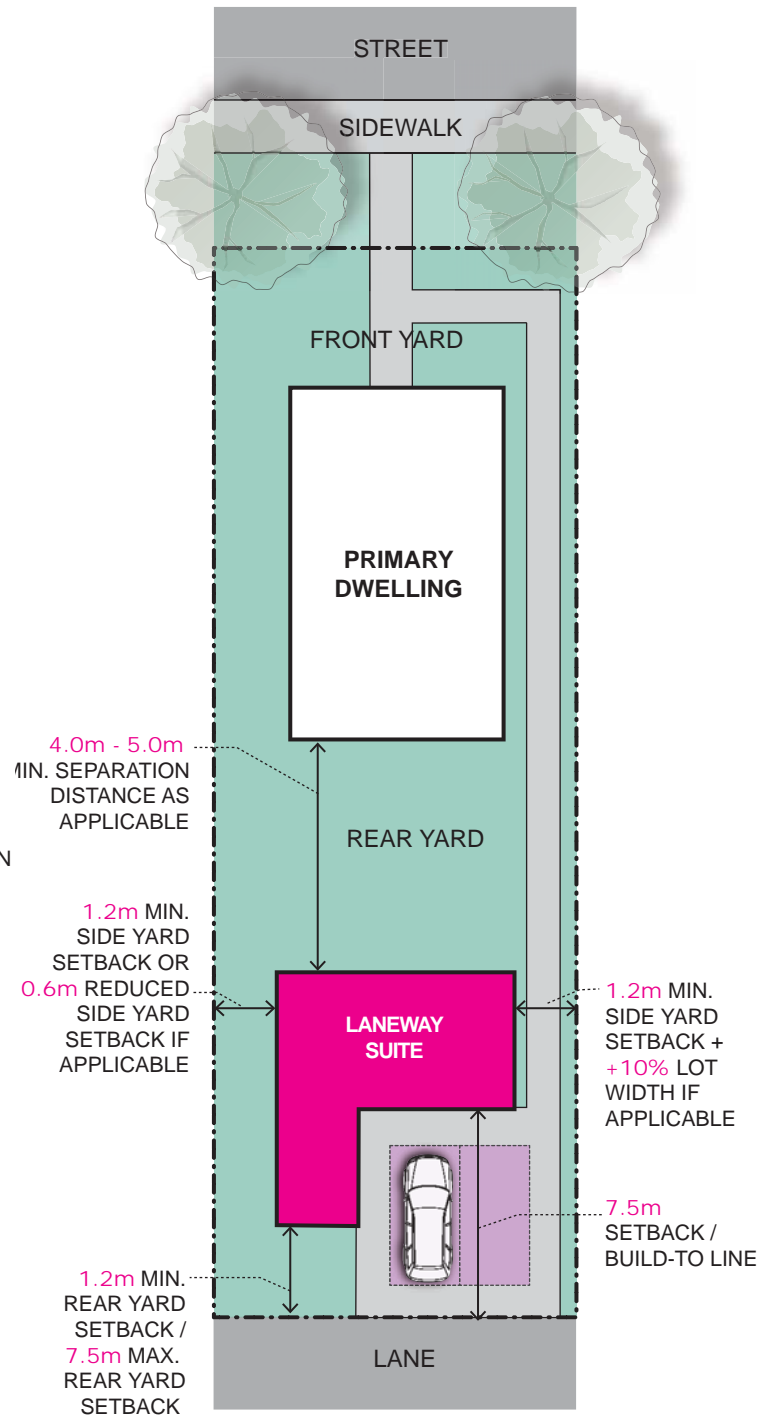 STREET
SIDEWALK
FRONT YARD
PRIMARY
DWELLING
4.0m - 5.0m
MIN. SEPARATION
DISTANCE AS
APPLICABLE
REAR YARD
N
1.2m MIN.
SIDE YARD
SETBACK OR
0.6m REDUCED
SIDE YARD
SETBACK IF
APPLICABLE
LANEWAY
SUITE
1.2m MIN.
SIDE YARD
SETBACK +
+10% LOT
WIDTH IF
APPLICABLE
7.5m
SETBACK /
BUILD-TO LINE
1.2m MIN.
REAR YARD
SETBACK /
7.5m MAX.
REAR YARD
SETBACK
LANE